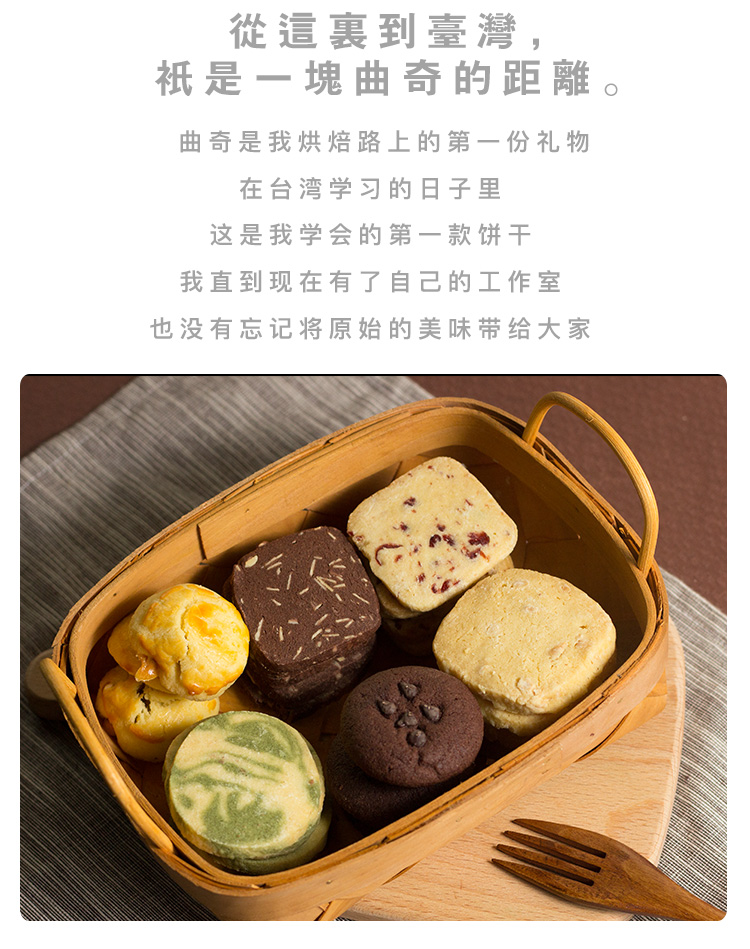 從這裏到臺灣，
衹是一塊曲奇的距離。
曲奇是我烘焙路上的第一份礼物
在台湾学习的日子里
这是我学会的第一款饼干
我直到现在有了自己的工作室
也没有忘记将原始的美味带给大家